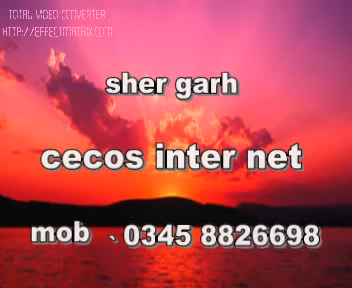 TOTAL VIDEO CONVERTER
HTTP://EFFECTMATRIX.COM
sher garh
cecos inter net
mob 0345 8826698